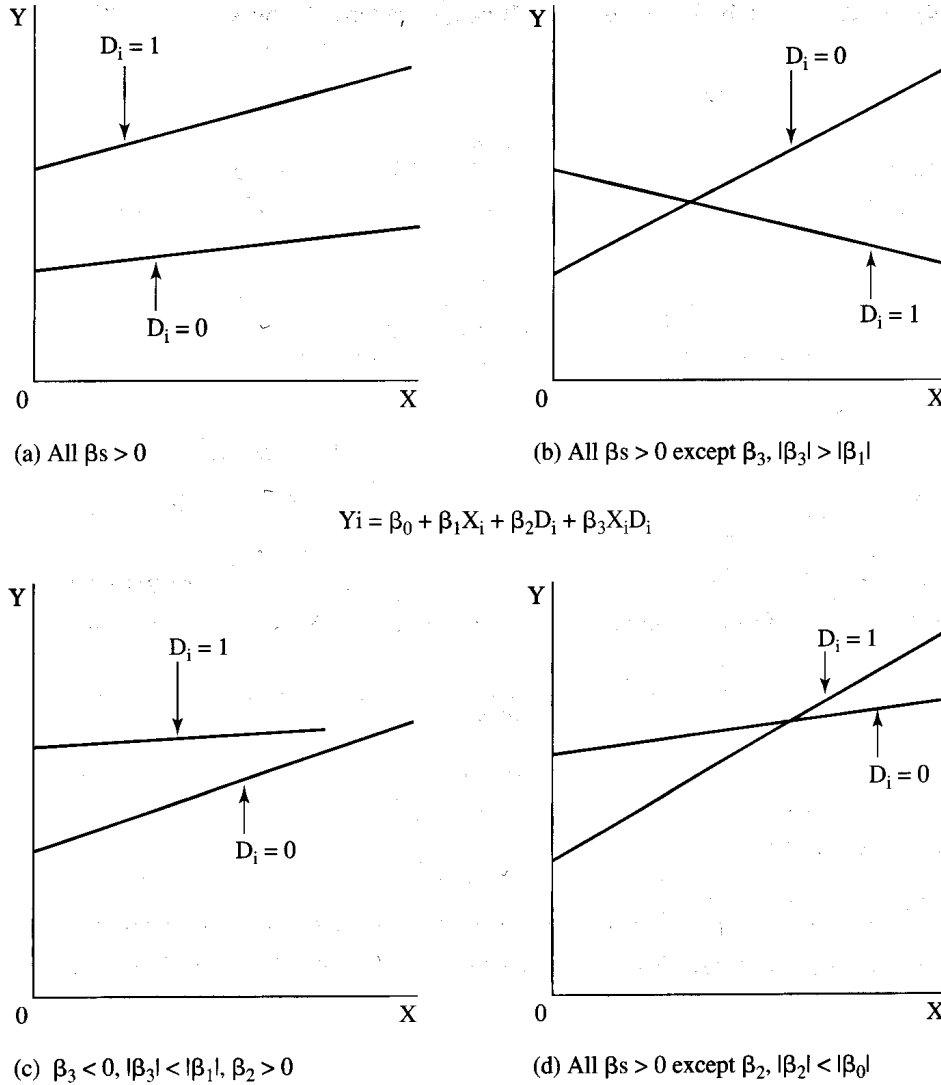 Y
D_i = 1
D_i = 0
0
X
(a) All βs > 0
Y
D_i = 0
D_i = 1
0
X
(b) All βs > 0 except β_3, |β_3| > |β_1|
Yi = β_0 + β_1X_i + β_2D_i + β_3X_iD_i
Y
D_i = 1
D_i = 0
0
X
(c) β_3 < 0, |β_3| < |β_1|, β_2 > 0
Y
D_i = 1
D_i = 0
0
X
(d) All βs > 0 except β_2, |β_2| < |β_0|